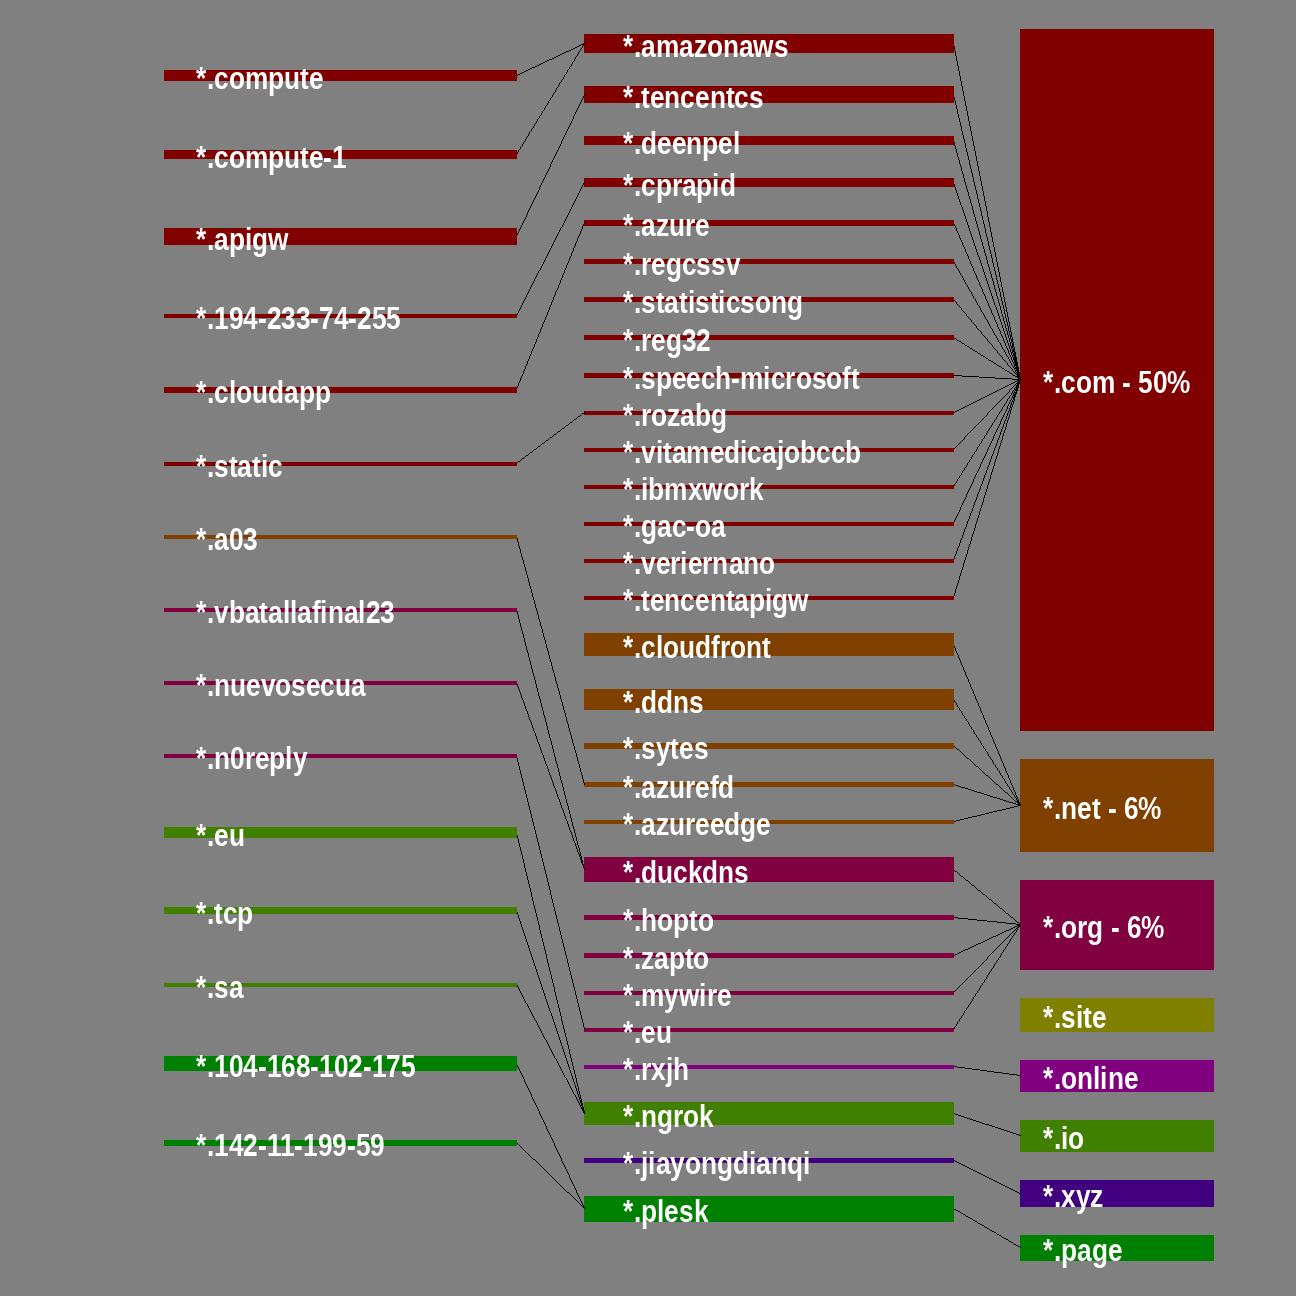 *.compute
*.compute-1
*.apigw
*.194-233-74-255
*.cloudapp
*.static
*.a03
*.vbatallafinal23
*.nuevosecua
*.n0reply
*.eu
*.tcp
*.sa
*.104-168-102-175
*.142-11-199-59
*.amazonaws
*.tencentcs
*.deenpel
*.cprapid
*.azure
*.regcssv
*.statisticsong
*.reg32
*.speech-microsoft
*.rozabg
*.vitamedicajobccb
*.ibmxwork
*.gac-oa
*.veriernano
*.tencentapigw
*.cloudfront
*.ddns
*.sytes
*.azurefd
*.azureedge
*.duckdns
*.hopto
*.zapto
*.mywire
*.eu
*.rxjh
*.ngrok
*.jiayongdianqi
*.plesk
*.com - 50%
*.net - 6%
*.org - 6%
*.site
*.online
*.io
*.xyz
*.page